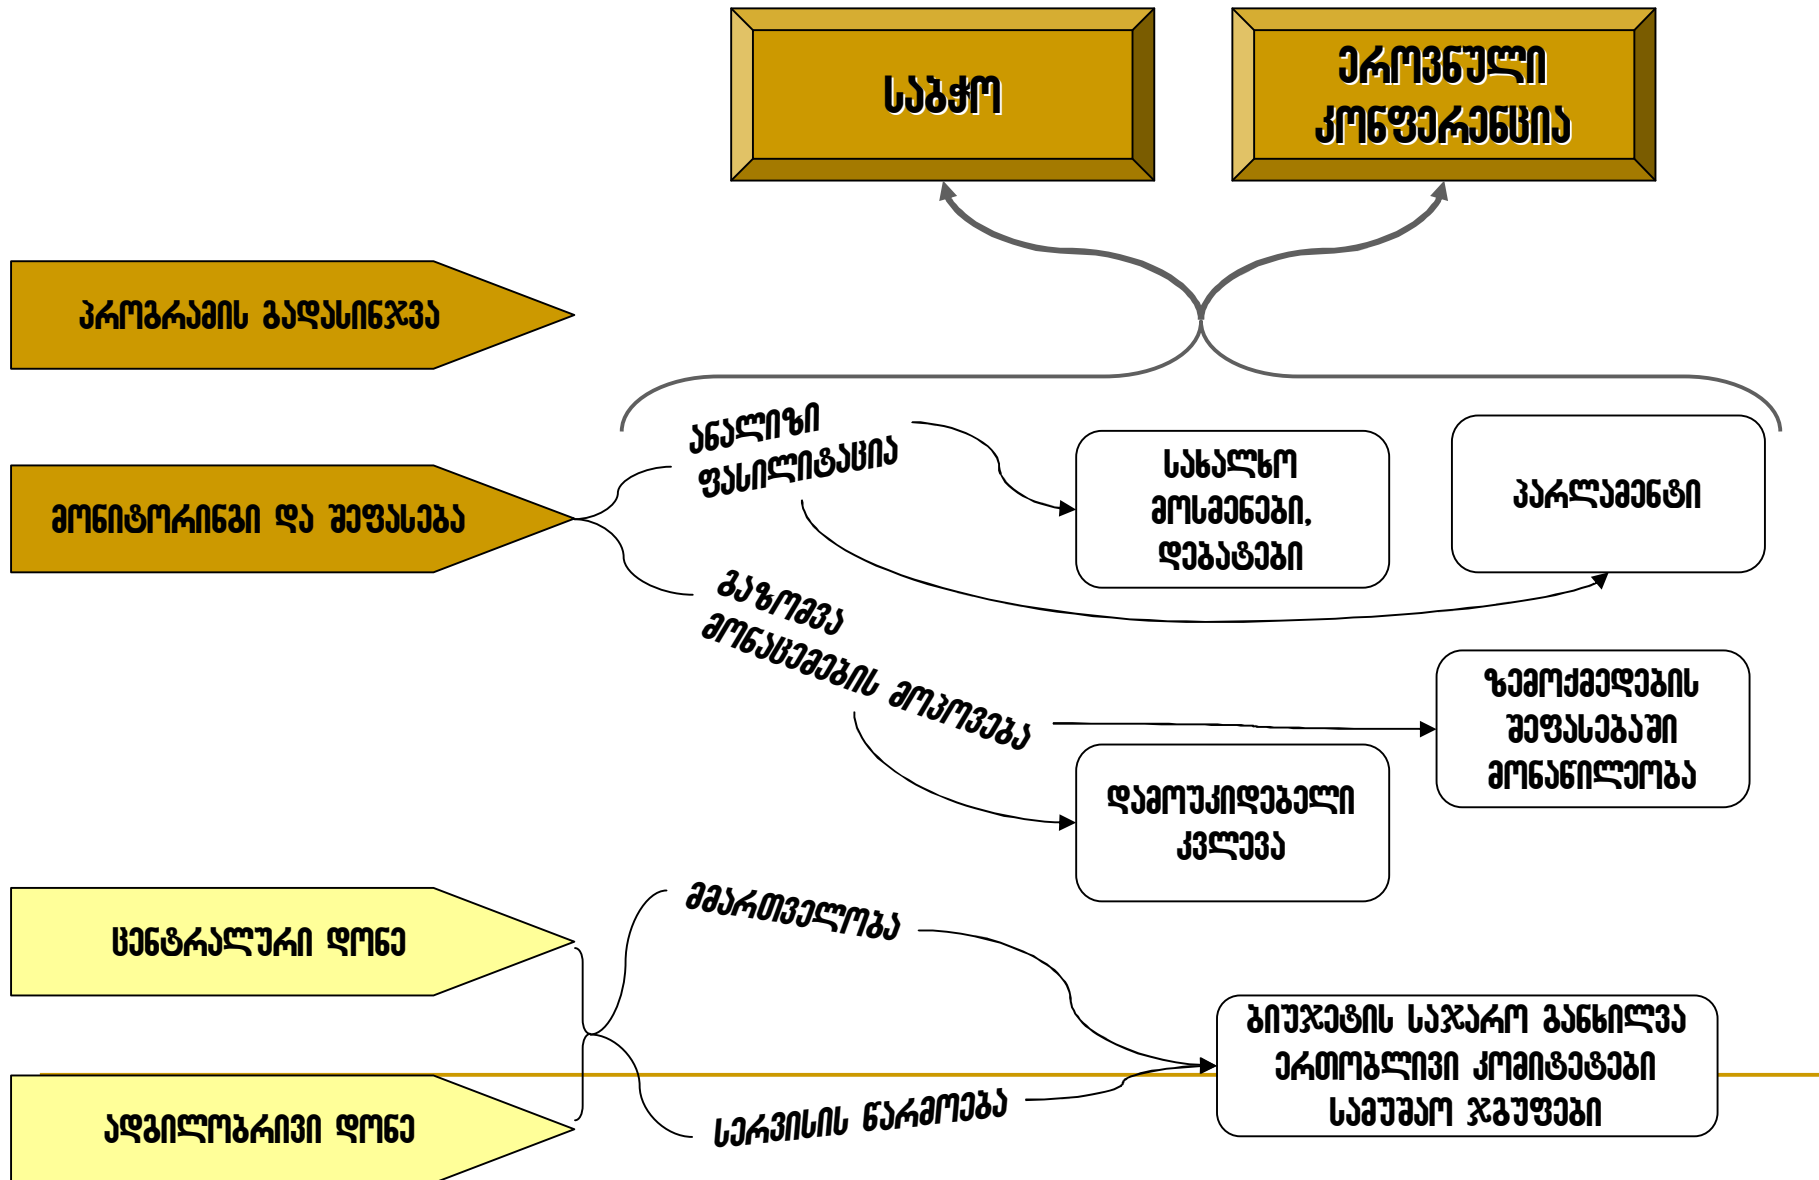 საბჭო
ეროვნული
კონფერენცია
პროგრამის გადასინჯვა
ანალიზი
ფასილიტაცია
სახალხო
მოსმენები,
დებატები
პარლამენტი
მონიტორინგი და შეფასება
გაზომვა
მონაცემების მოპოვება
ზემოქმედების
შეფასებაში
მონაწილეობა
დამოუკიდებელი
კვლევა
ცენტრალური დონე
მმართველობა
ბიუჯეტის საჯარო განხილვა
ერთობლივი კომიტეტები
სამუშაო ჯგუფები
ადგილობრივი დონე
სერვისის წარმოება